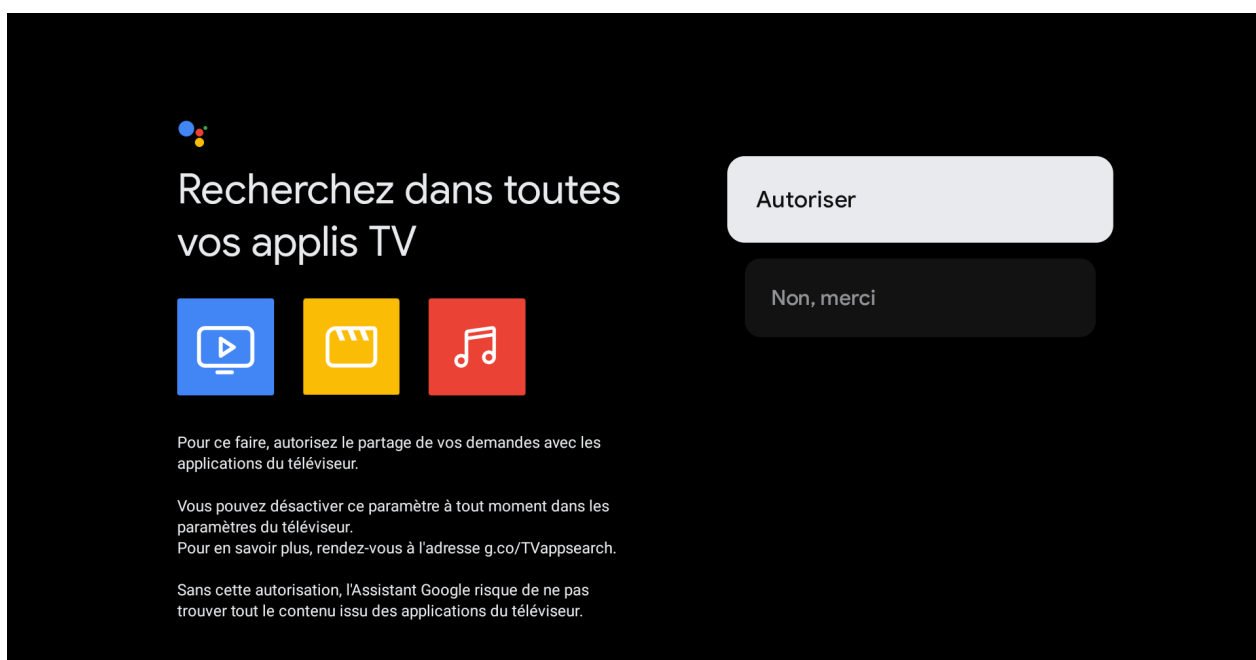 Recherchez dans toutes
vos applis TV
Pour ce faire, autorisez le partage de vos demandes avec les
applications du téléviseur.
Vous pouvez désactiver ce paramètre à tout moment dans les
paramètres du téléviseur.
Pour en savoir plus, rendez-vous à l'adresse g.co/TVappsearch.
Sans cette autorisation, l'Assistant Google risque de ne pas
trouver tout le contenu issu des applications du téléviseur.
Autoriser
Non, merci